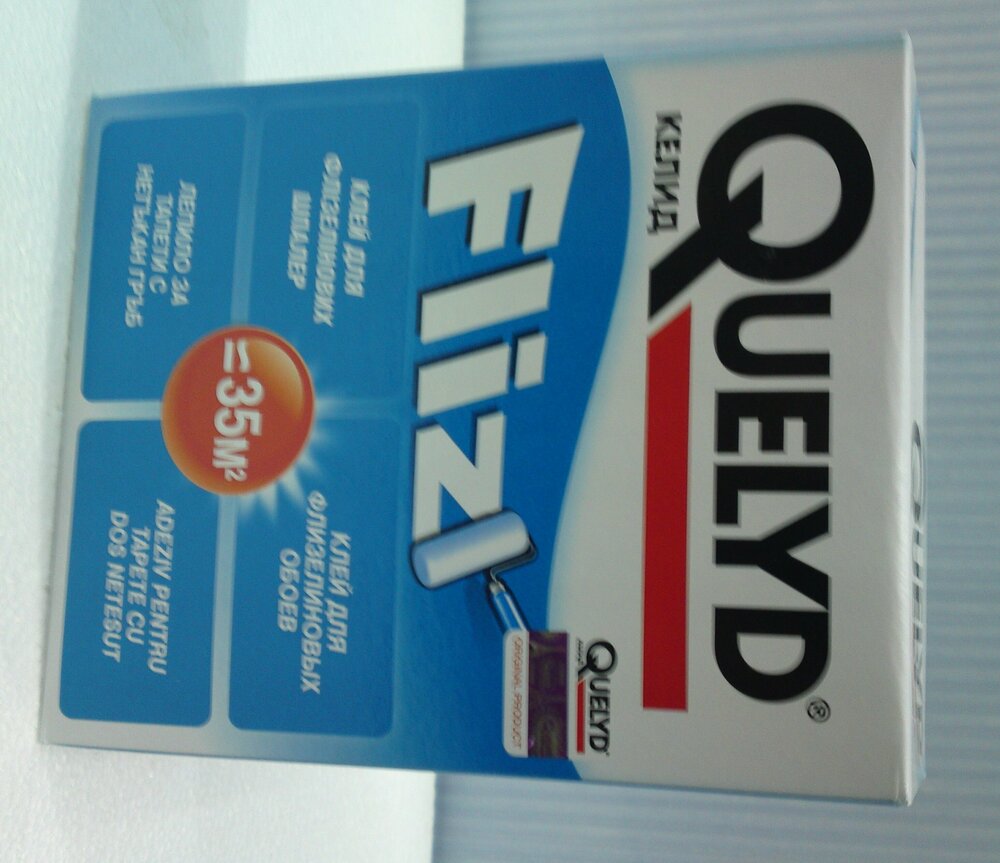 QUELYD®
КЕЛИД
Fliz
КЛЕЙ ДЛЯ
ФЛІЗЕЛІНОВИХ
ШПАЛЕР
КЛЕЙ ДЛЯ
ФЛИЗЕЛИНОВЫХ
ОБОЕВ
≈35М²
ЛЕПИЛО ЗА
ТАПЕТИ С
НЕТЪКАН ГРЪБ
ADEZIV PENTRU
TAPETE CU
DOS NETESUT
QUELYD
ORIGINAL PRODUCT